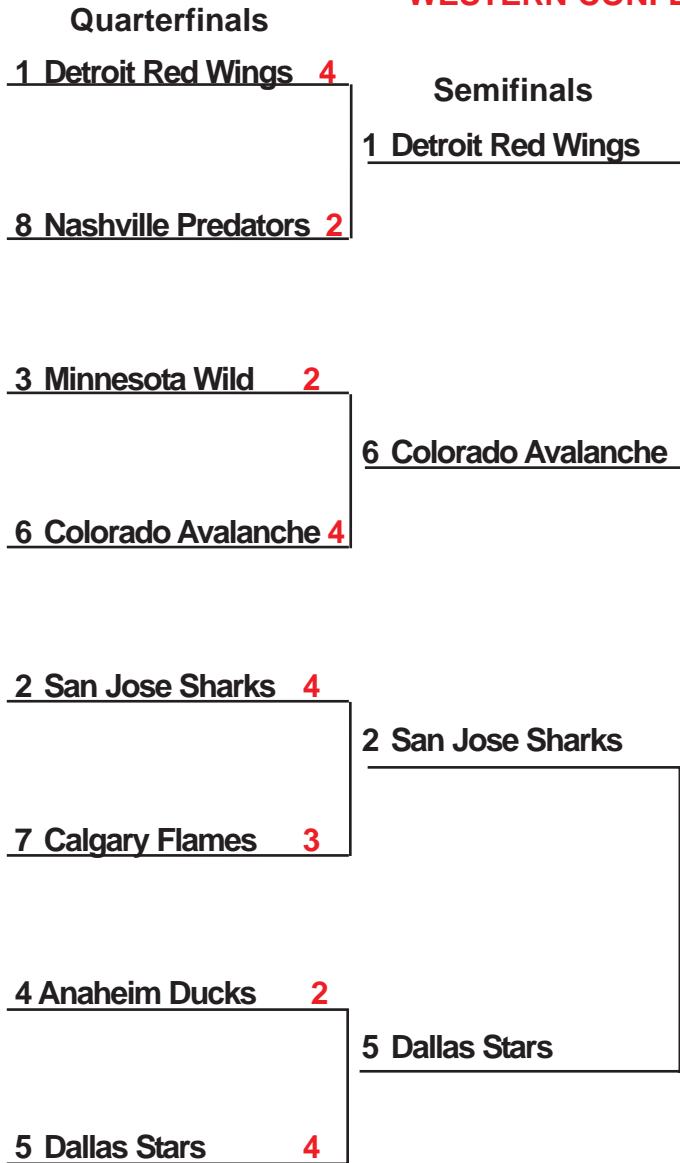 WESTERN
Quarterfinals
1 Detroit Red Wings 4
Semifinals
1 Detroit Red Wings
8 Nashville Predators 2
3 Minnesota Wild 2
6 Colorado Avalanche
6 Colorado Avalanche 4
2 San Jose Sharks 4
2 San Jose Sharks
7 Calgary Flames 3
4 Anaheim Ducks 2
5 Dallas Stars
5 Dallas Stars 4